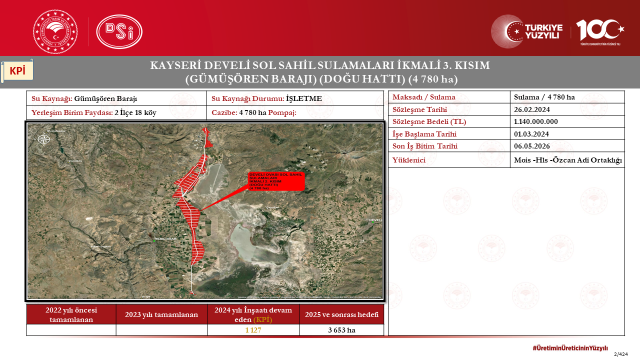 DSİ
TÜRKİYE
YÜZYILI
100
KPİ
KAYSERİ DEVELİ SOL SAHİL SULAMALARI İKMALİ 3. KISIM
(GÜMÜŞÖREN BARAJI) (DOĞU HATTI) (4 780 ha)
Su Kaynağı: Gümüşören Barajı
Su Kaynağı Durumu: İŞLETME
Yerleşim Birim Faydası: 2 İlçe 18 köy
Cazibe: 4 780 ha Pompaj:
Maksadı / Sulama
Sulama / 4 780 ha
Sözleşme Tarihi
26.02.2024
Sözleşme Bedeli (TL)
1.140.000.000
İşe Başlama Tarihi
01.03.2024
Son İş Bitim Tarihi
06.05.2026
Yüklenici
Mois -Hls -Özcan Adi Ortaklığı
2022 yılı öncesi tamamlanan
2023 yılı tamamlanan
2024 yılı İnşaatı devam eden (KPİ)
2025 ve sonrası hedefi
1 127
3 653 ha
#ÜretiminÜreticininYüzyılı
2/424